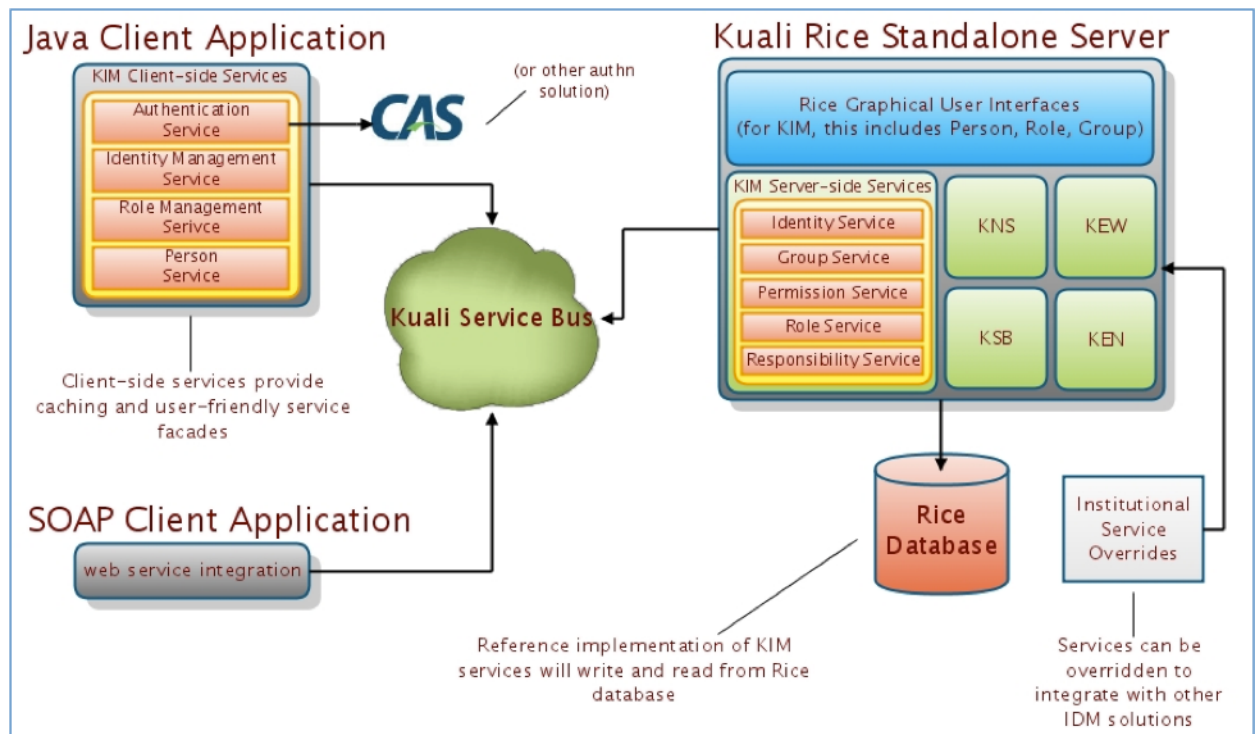 Java Client Application
KIM Client-side Services
Authentication
Service
Identity Management
Service
Role Management
Serivce
Person
Service
CAS
(or other authn
solution)
Client-side services provide
caching and user-friendly service
facades
Kuali Service Bus
SOAP Client Application
web service integration
Kuali Rice Standalone Server
Rice Graphical User Interfaces
(for KIM, this includes Person, Role, Group)
KIM Server-side Services
Identity Service
Group Service
Permission Service
Role Service
Responsibility Service
KNS
KEW
KSB
KEN
Rice
Database
Institutional
Service
Overrides
Reference implementation of KIM
services will write and read from Rice
database
Services can be
overridden to
integrate with other
IDM solutions